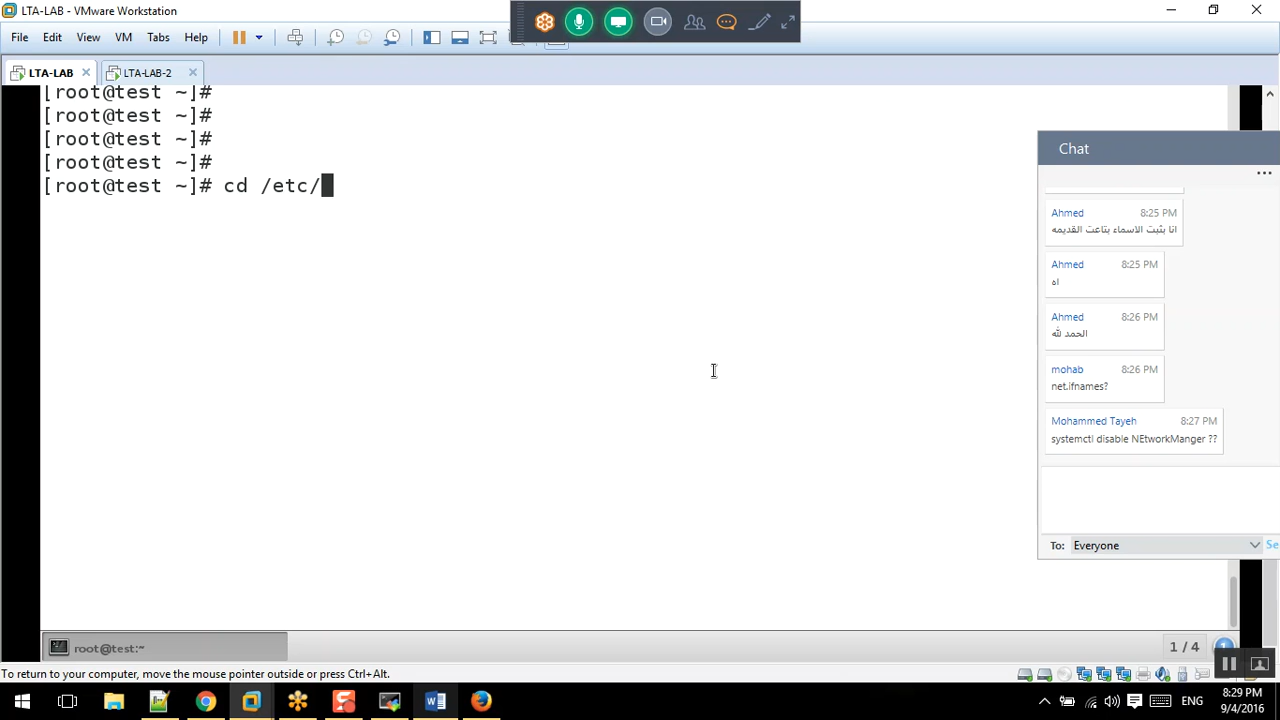 LTA-LAB - VMware Workstation
File Edit View VM Tabs Help
LTA-LAB
LTA-LAB-2
[root@test ~]#
[root@test ~]#
[root@test ~]#
[root@test ~]#
[root@test ~]# cd /etc/
Chat
Ahmed 8:25 PM
انا بثبت الاسماء بتاعت القديمه
Ahmed 8:25 PM
اه
Ahmed 8:26 PM
الحمد لله
mohab 8:26 PM
net.ifnames?
Mohammed Tayeh 8:27 PM
systemctl disable NEtworkManger ??
To: Everyone
Se
root@test:~
1 / 4
To return to your computer, move the mouse pointer outside or press Ctrl-Alt.
ENG
8:29 PM
9/4/2016